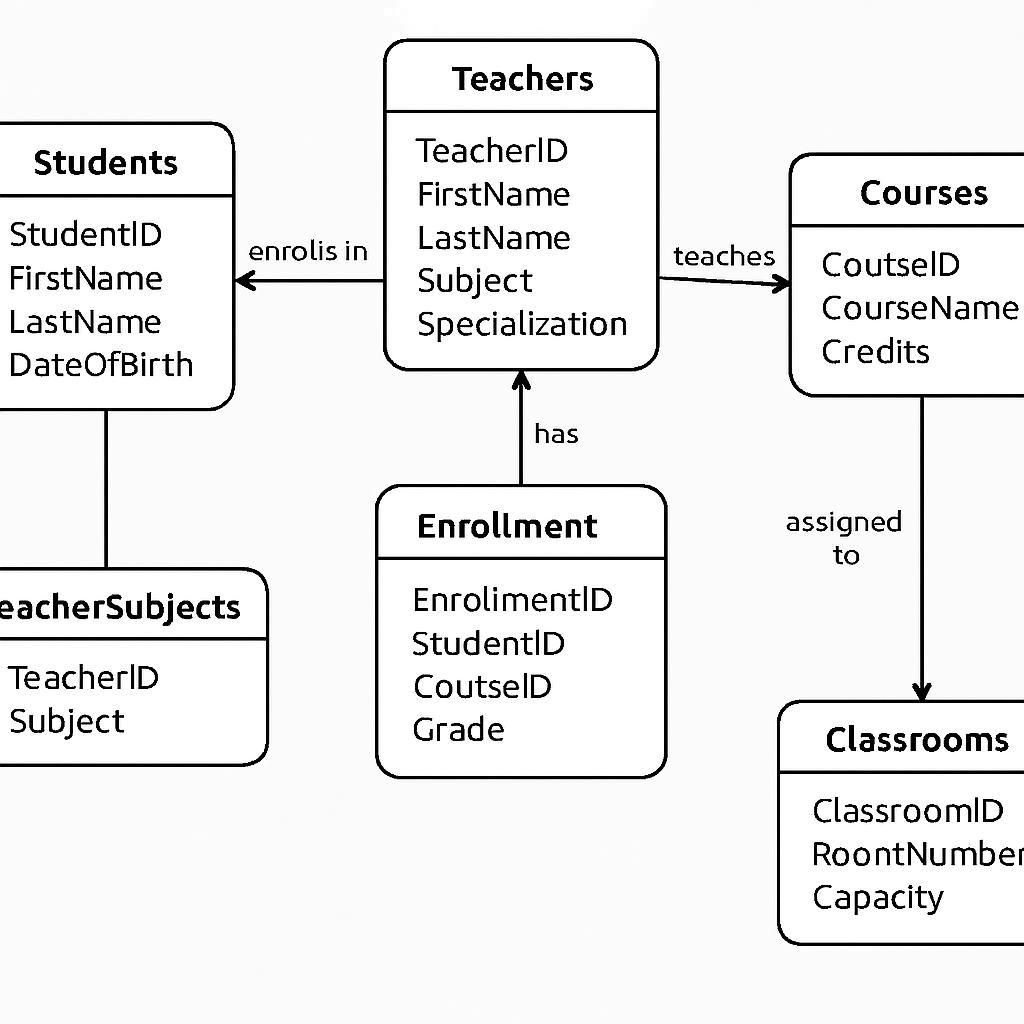 Teachers
TeacherID
FirstName
LastName
Subject
Specialization
Students
StudentID
FirstName
LastName
DateOfBirth
enrolis in
teaches
Courses
CoutseID
CourseName
Credits
has
Enrollment
EnrolimentID
StudentID
CoutseID
Grade
assigned
to
eacherSubjects
TeacherID
Subject
Classrooms
ClassroomID
RoontNumber
Capacity